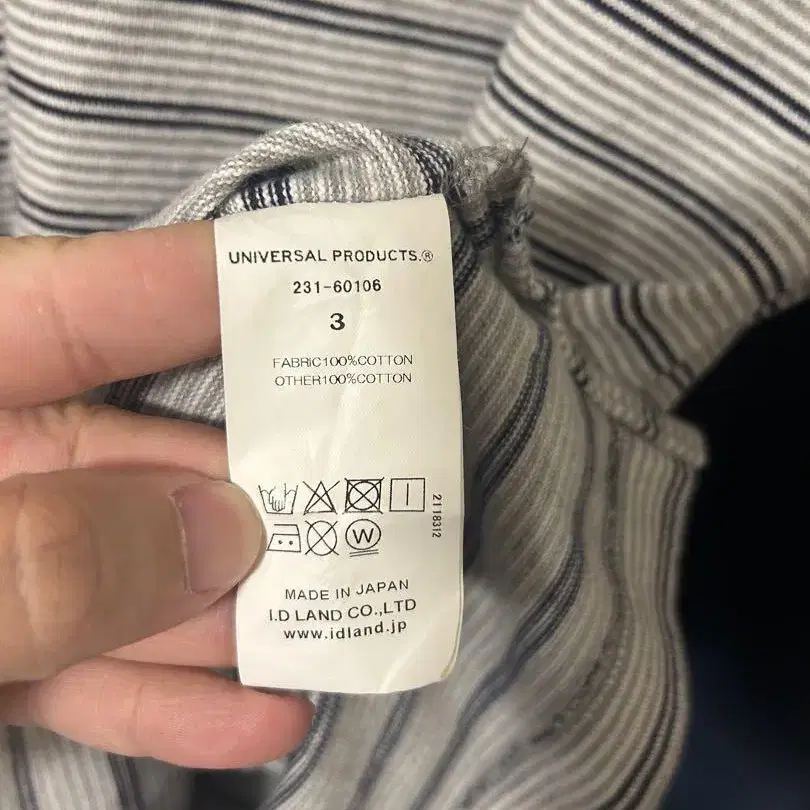 UNIVERSAL PRODUCTS.®
231-60106
3
FABRIC100%COTTON
OTHER100%COTTON
2118312
W
MADE IN JAPAN
I.D LAND CO.,LTD
www.idland.jp